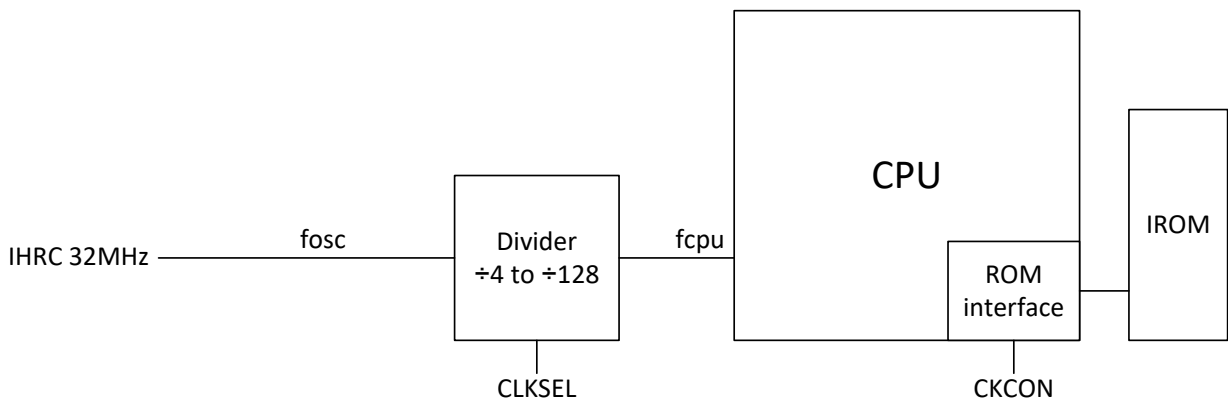 CPU
IROM
fosc
fcpu
IHRC 32MHz
Divider
÷4 to ÷128
ROM
interface
CLKSEL
CKCON